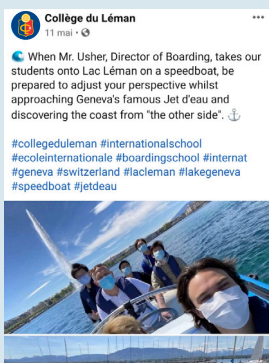 Collège du Léman
11 mai
When Mr. Usher, Director of Boarding, takes our
students onto Lac Léman on a speedboat, be
prepared to adjust your perspective whilst
approaching Geneva's famous Jet d'eau and
discovering the coast from "the other side".
#collegeduleman #internationalschool
#ecoleinternationale #boardingschool #internat
#geneva #switzerland #lacleman #lakegeneva
#speedboat #jetdeau